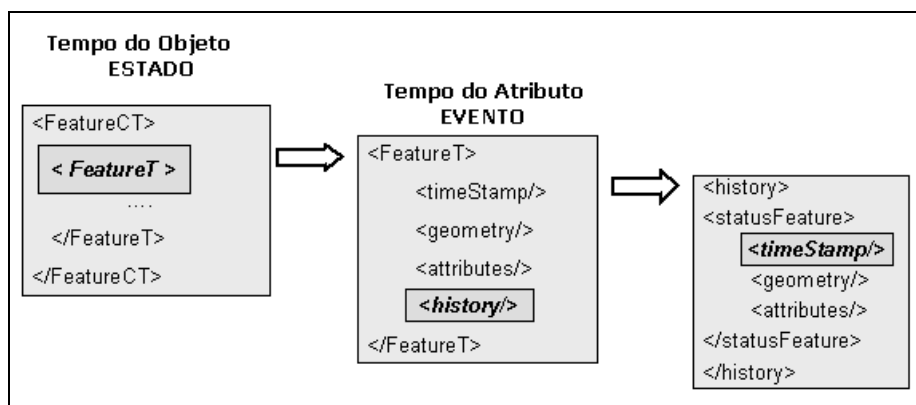 Tempo do Objeto
ESTADO
<FeatureCT>
< FeatureT >
....
</FeatureT>
</FeatureCT>
Tempo do Atributo
EVENTO
<FeatureT>
<timeStamp/>
<geometry/>
<attributes/>
<history/>
</FeatureT>
<history>
<statusFeature>
<timeStamp/>
<geometry/>
<attributes/>
</statusFeature>
</history>